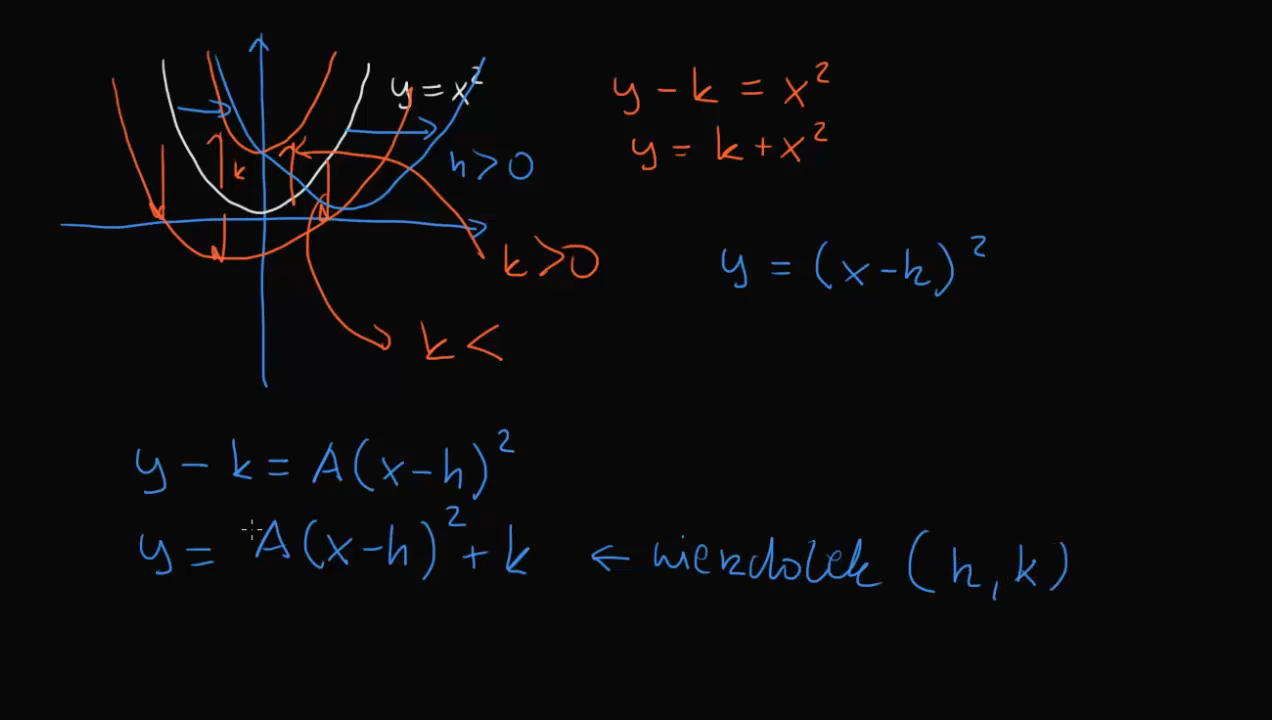 y = x²
y - k = x²
y = k + x²
k
h > 0
k > 0
y = (x - h)²
k <
y - k = A(x - h)²
y = A(x - h)² + k ← wierzchołek (h, k)